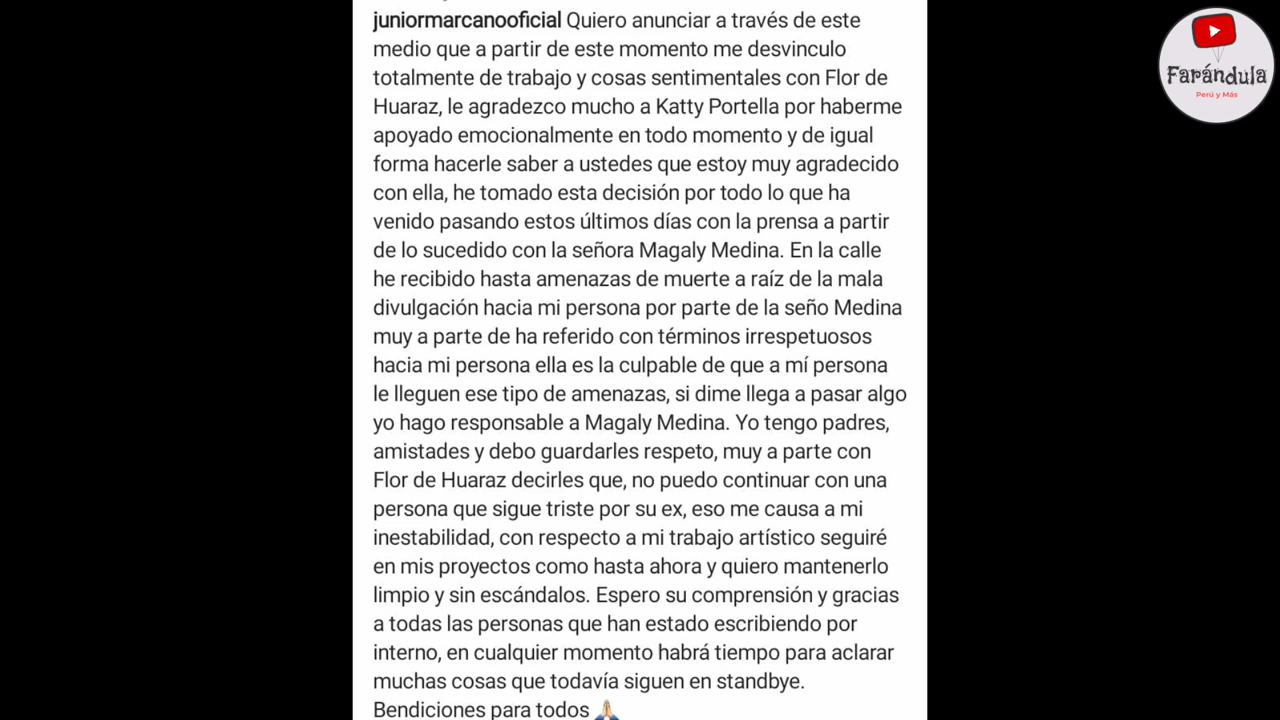 juniormarcanooficial Quiero anunciar a través de este
medio que a partir de este momento me desvinculo
totalmente de trabajo y cosas sentimentales con Flor de
Huaraz, le agradezco mucho a Katty Portella por haberme
apoyado emocionalmente en todo momento y de igual
forma hacerle saber a ustedes que estoy muy agradecido
con ella, he tomado esta decisión por todo lo que ha
venido pasando estos últimos días con la prensa a partir
de lo sucedido con la señora Magaly Medina. En la calle
he recibido hasta amenazas de muerte a raíz de la mala
divulgación hacia mi persona por parte de la seño Medina
muy a parte de ha referido con términos irrespetuosos
hacia mi persona ella es la culpable de que a mí persona
le lleguen ese tipo de amenazas, si dime llega a pasar algo
yo hago responsable a Magaly Medina. Yo tengo padres,
amistades y debo guardarles respeto, muy a parte con
Flor de Huaraz decirles que, no puedo continuar con una
persona que sigue triste por su ex, eso me causa a mi
inestabilidad, con respecto a mi trabajo artístico seguiré
en mis proyectos como hasta ahora y quiero mantenerlo
limpio y sin escándalos. Espero su comprensión y gracias
a todas las personas que han estado escribiendo por
interno, en cualquier momento habrá tiempo para aclarar
muchas cosas que todavía siguen en standbye.
Bendiciones para todos 🙏🏻
Farándula
Perú y Más